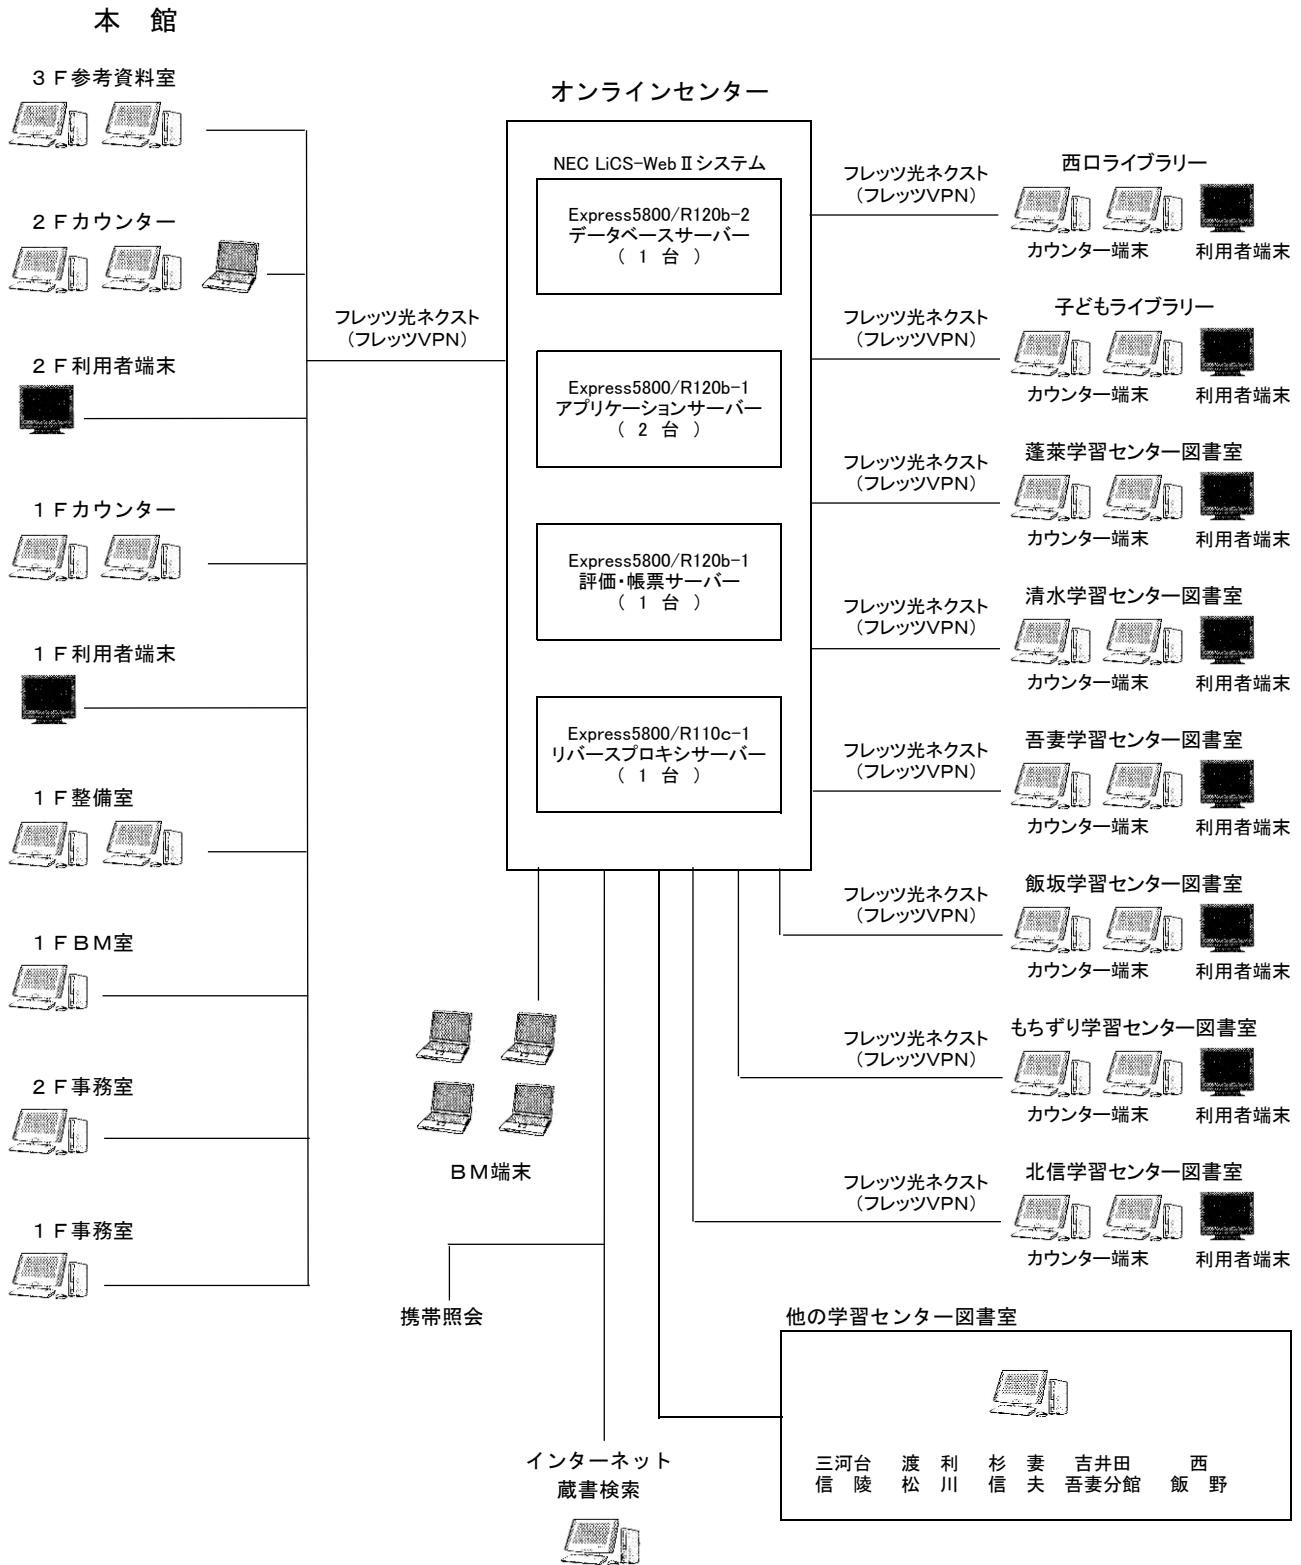 本　館
３Ｆ参考資料室
２Ｆカウンター
２Ｆ利用者端末
１Ｆカウンター
１Ｆ利用者端末
１Ｆ整備室
１ＦＢＭ室
２Ｆ事務室
１Ｆ事務室
フレッツ光ネクスト
（フレッツVPN）
オンラインセンター
NEC LiCS-WebⅡシステム
Express5800/R120b-2
データベースサーバー
（ １ 台 ）
Express5800/R120b-1
アプリケーションサーバー
（ ２ 台 ）
Express5800/R120b-1
評価・帳票サーバー
（ １ 台 ）
Express5800/R110c-1
リバースプロキシサーバー
（ １ 台 ）
ＢＭ端末
携帯照会
インターネット
蔵書検索
フレッツ光ネクスト
（フレッツVPN）
西口ライブラリー
カウンター端末　利用者端末
フレッツ光ネクスト
（フレッツVPN）
子どもライブラリー
カウンター端末　利用者端末
フレッツ光ネクスト
（フレッツVPN）
蓬莱学習センター図書室
カウンター端末　利用者端末
フレッツ光ネクスト
（フレッツVPN）
清水学習センター図書室
カウンター端末　利用者端末
フレッツ光ネクスト
（フレッツVPN）
吾妻学習センター図書室
カウンター端末　利用者端末
フレッツ光ネクスト
（フレッツVPN）
飯坂学習センター図書室
カウンター端末　利用者端末
フレッツ光ネクスト
（フレッツVPN）
もちずり学習センター図書室
カウンター端末　利用者端末
フレッツ光ネクスト
（フレッツVPN）
北信学習センター図書室
カウンター端末　利用者端末
他の学習センター図書室
三河台　渡　利　杉　妻　吉井田　西
信　陵　松　川　信　夫　吾妻分館　飯　野